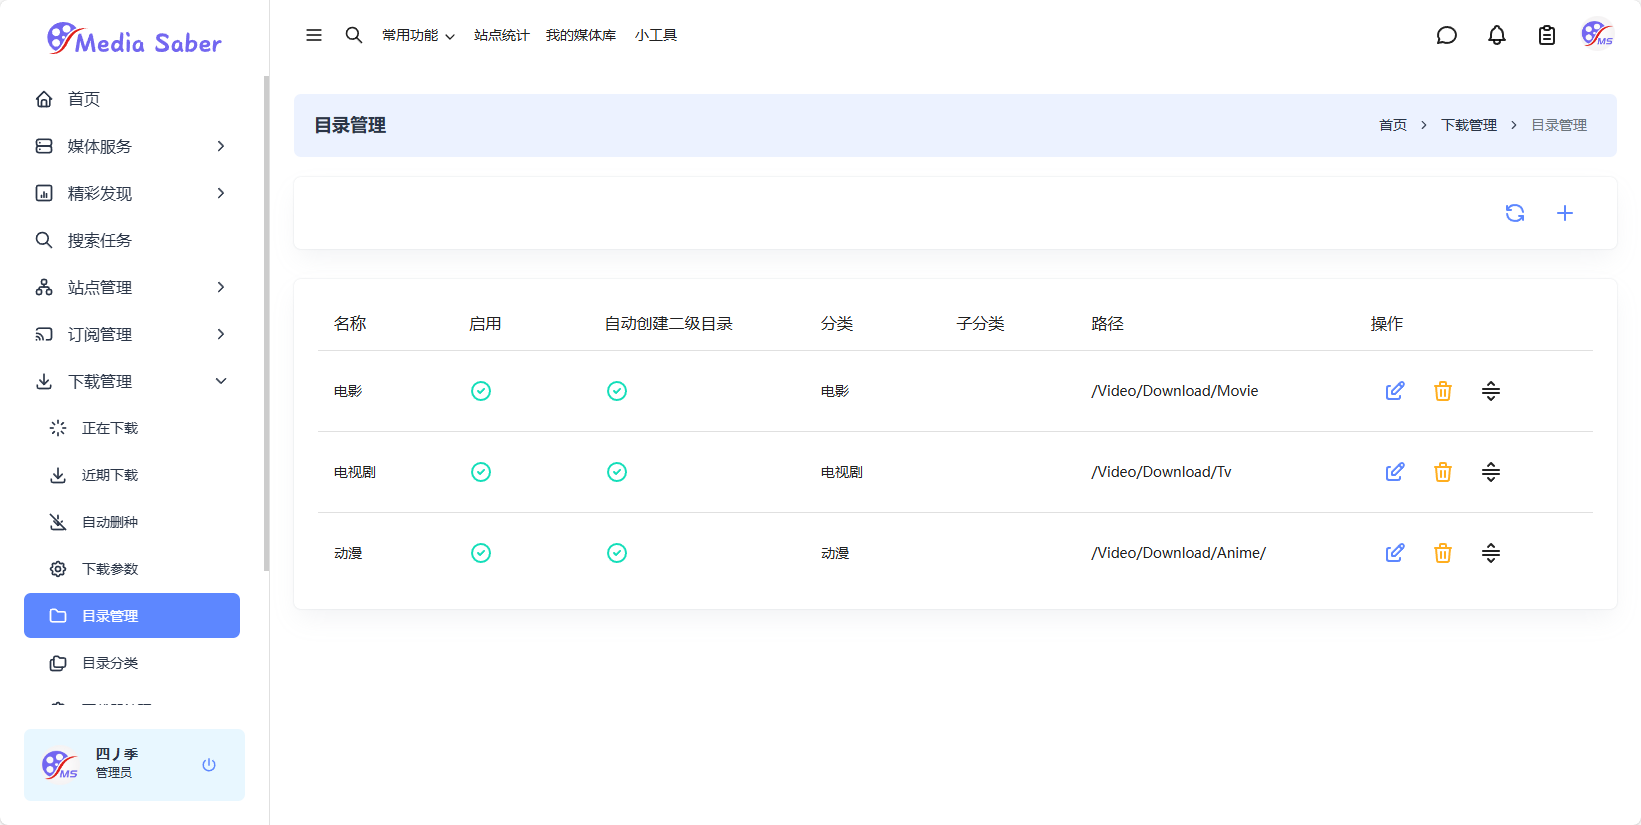 Media Saber
常用功能 站点统计 我的媒体库 小工具
MS
首页
媒体服务
精彩发现
搜索任务
站点管理
订阅管理
下载管理
正在下载
近期下载
自动删种
下载参数
目录管理
目录分类
MS
四丿季
管理员
目录管理
首页 > 下载管理 > 目录管理
名称 启用 自动创建二级目录 分类 子分类 路径 操作
电影 电影 /Video/Download/Movie
电视剧 电视剧 /Video/Download/Tv
动漫 动漫 /Video/Download/Anime/